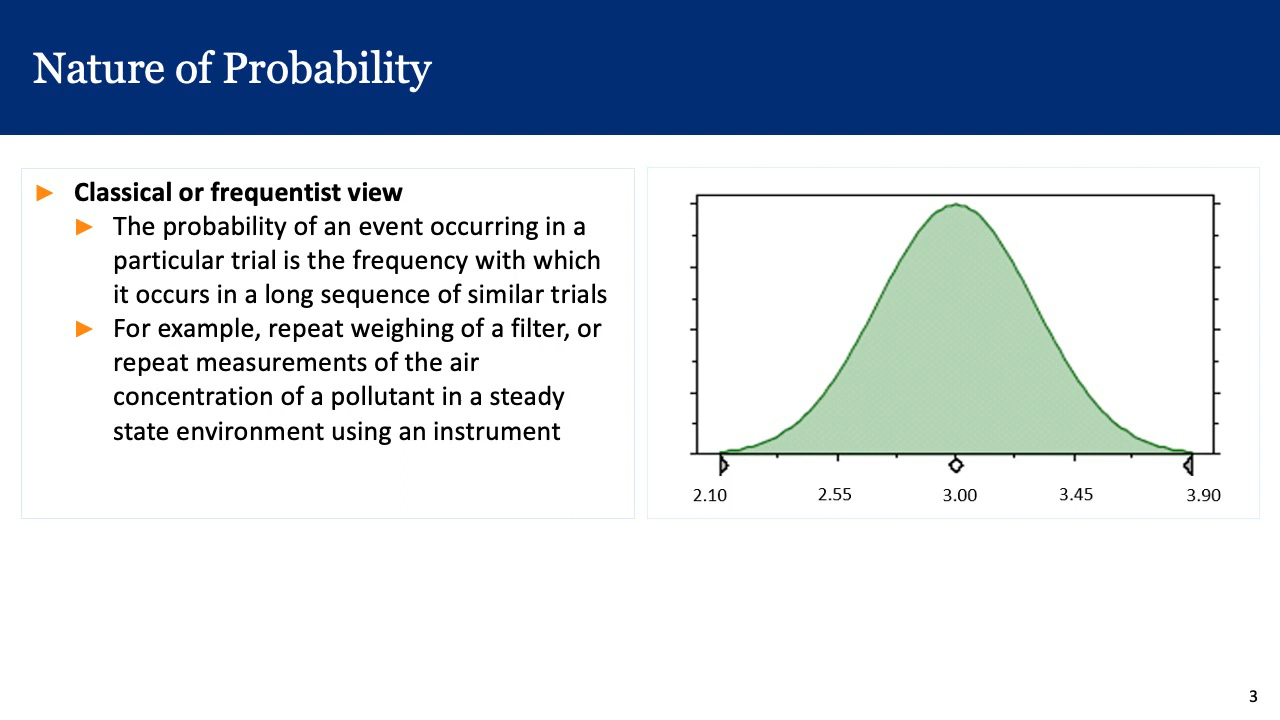 Nature of Probability
► Classical or frequentist view
► The probability of an event occurring in a
particular trial is the frequency with which
it occurs in a long sequence of similar trials
► For example, repeat weighing of a filter, or
repeat measurements of the air
concentration of a pollutant in a steady
state environment using an instrument
2.10 2.55 3.00 3.45 3.90
3